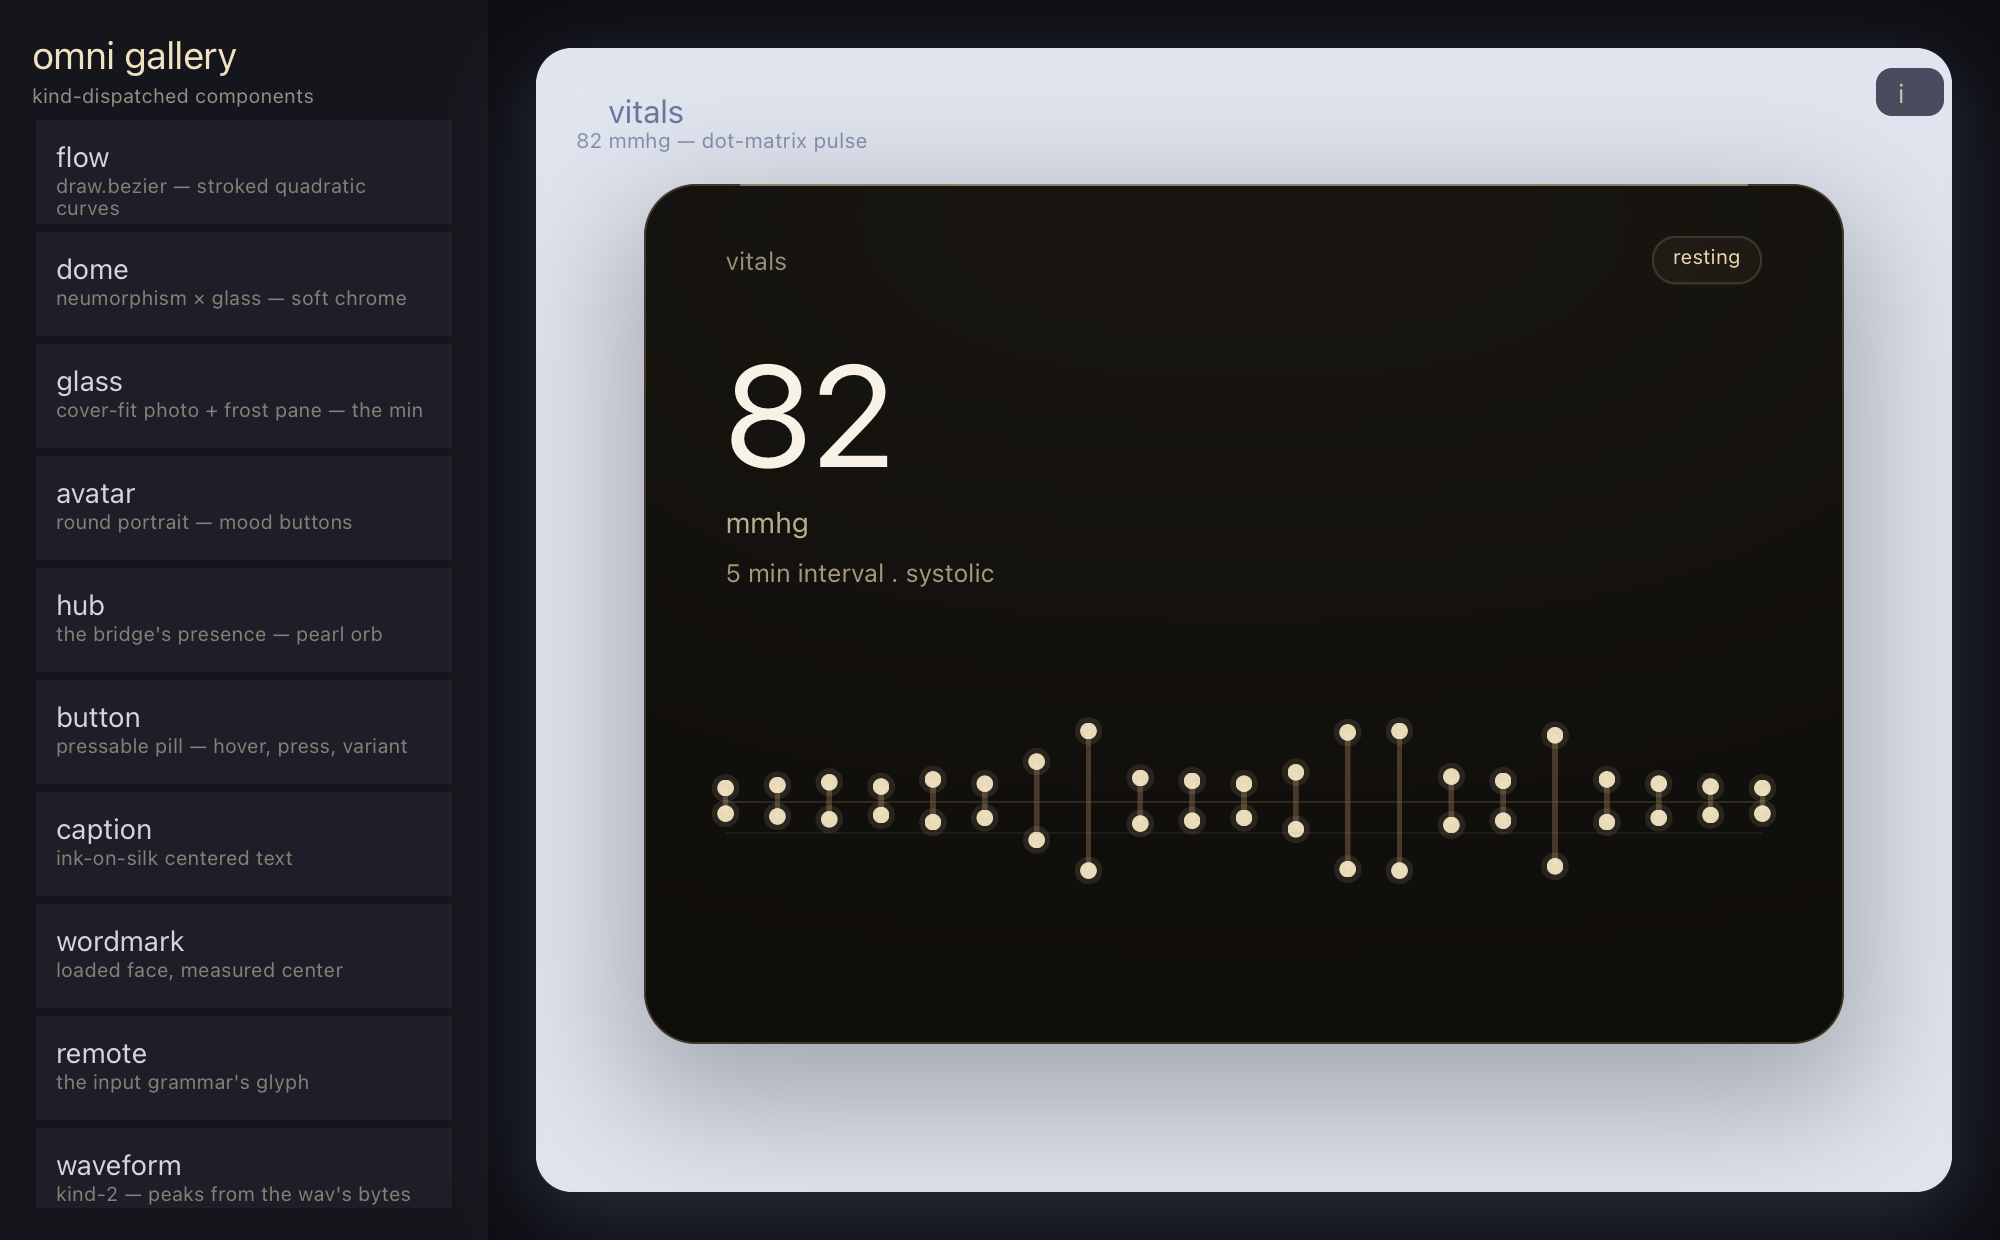 omni gallery
kind-dispatched components
flow
draw.bezier — stroked quadratic
curves
dome
neumorphism × glass — soft chrome
glass
cover-fit photo + frost pane — the min
avatar
round portrait — mood buttons
hub
the bridge's presence — pearl orb
button
pressable pill — hover, press, variant
caption
ink-on-silk centered text
wordmark
loaded face, measured center
remote
the input grammar's glyph
waveform
kind-2 — peaks from the wav's bytes
vitals
82 mmhg — dot-matrix pulse
i
vitals
resting
82
mmhg
5 min interval . systolic